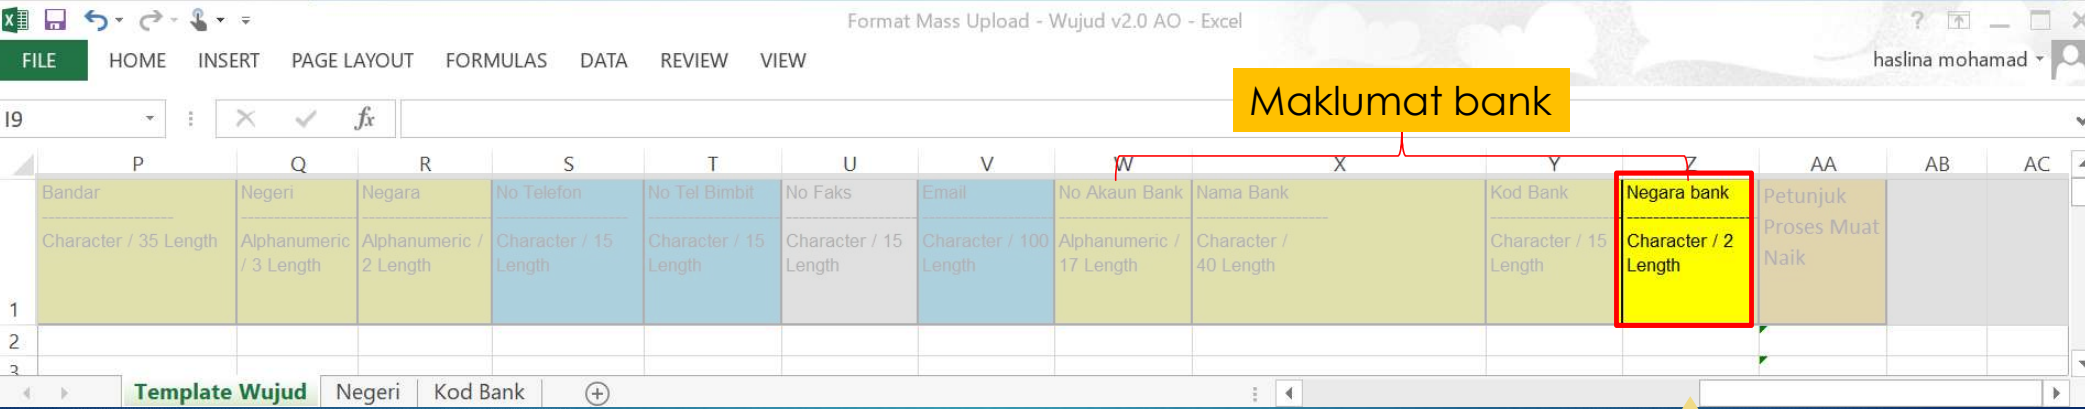 Format Mass Upload - Wujud v2.0 AO - Excel
FILE HOME INSERT PAGE LAYOUT FORMULAS DATA REVIEW VIEW
haslina mohamad
Maklumat bank
I9
fx
P Q R S T U V W X Y Z AA AB AC
Bandar
--------------------
Character / 35 Length
Negeri
--------------------
Alphanumeric
/ 3 Length
Negara
--------------------
Alphanumeric /
2 Length
No Telefon
--------------------
Character / 15
Length
No Tel Bimbit
--------------------
Character / 15
Length
No Faks
--------------------
Character / 15
Length
Email
--------------------
Character / 100
Length
No Akaun Bank
--------------------
Alphanumeric /
17 Length
Nama Bank
--------------------
Character /
40 Length
Kod Bank
--------------------
Character / 15
Length
Negara bank
--------------------
Character / 2
Length
Petunjuk
Proses Muat
Naik
1
2
3
Template Wujud Negeri Kod Bank